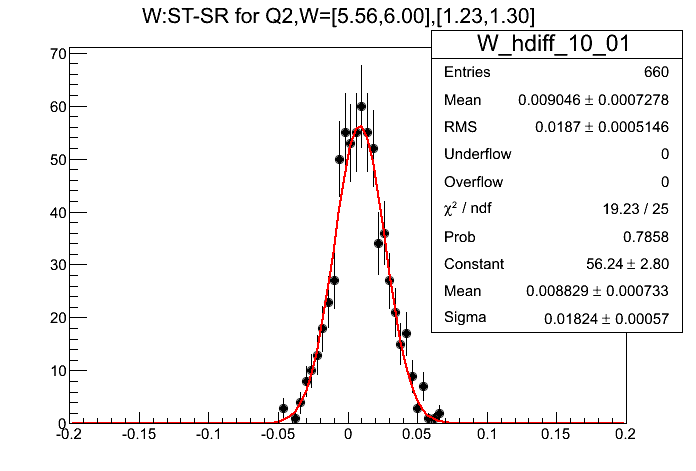 W:ST-SR for Q2,W=[5.56,6.00],[1.23,1.30]
W_hdiff_10_01
Entries 660
Mean 0.009046 ± 0.0007278
RMS 0.0187 ± 0.0005146
Underflow 0
Overflow 0
χ² / ndf 19.23 / 25
Prob 0.7858
Constant 56.24 ± 2.80
Mean 0.008829 ± 0.000733
Sigma 0.01824 ± 0.00057
70
60
50
40
30
20
10
0
-0.2 -0.15 -0.1 -0.05 0 0.05 0.1 0.15 0.2